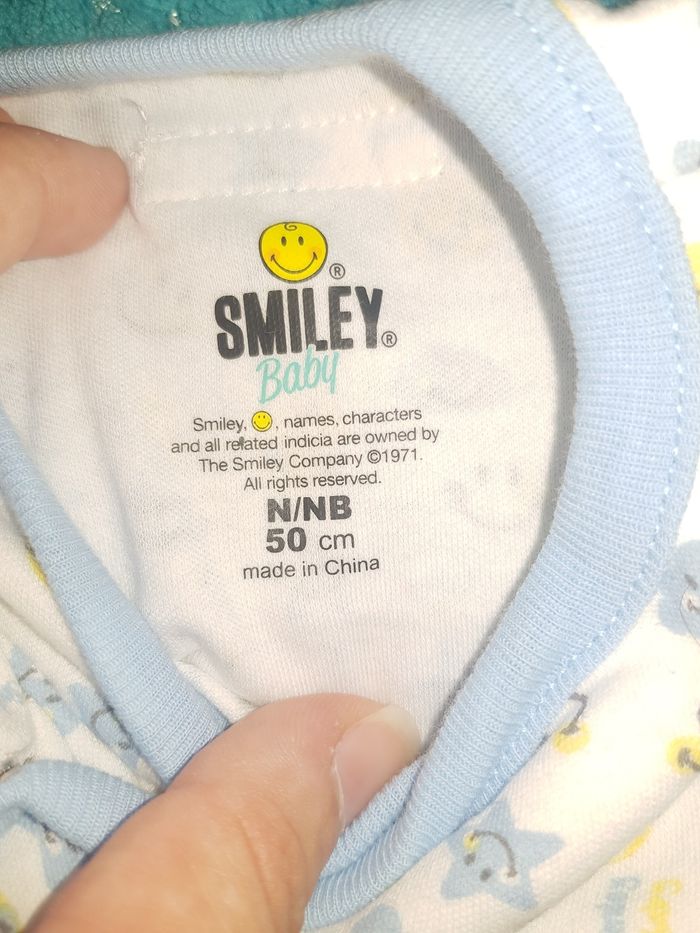 ®
SMILEY®
Baby
Smiley, , names, characters
and all related indicia are owned by
The Smiley Company ©1971.
All rights reserved.
N/NB
50 cm
made in China